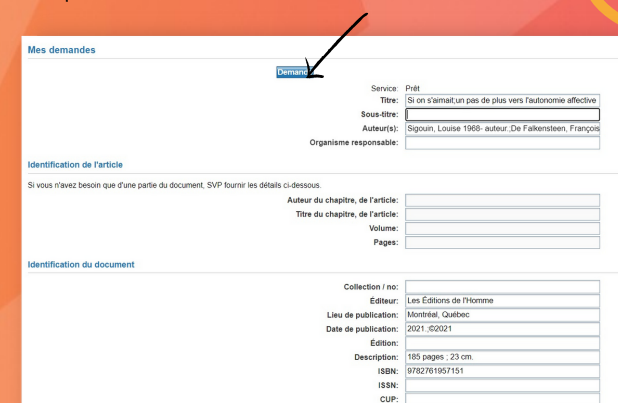 Mes demandes
Service: Prêt
Titre: Si on s'aimait;un pas de plus vers l'autonomie affective
Sous-titre:
Auteur(s): Sigouin, Louise 1968- auteur.;De Falkensteen, François
Organisme responsable:
Identification de l'article
Si vous n'avez besoin que d'une partie du document, SVP fournir les détails ci-dessous.
Auteur du chapitre, de l'article:
Titre du chapitre, de l'article:
Volume:
Pages:
Identification du document
Collection / no:
Éditeur: Les Éditions de l'Homme
Lieu de publication: Montréal, Québec
Date de publication: 2021.;©2021
Édition:
Description: 185 pages ; 23 cm.
ISBN: 9782761957151
ISSN:
CUP: